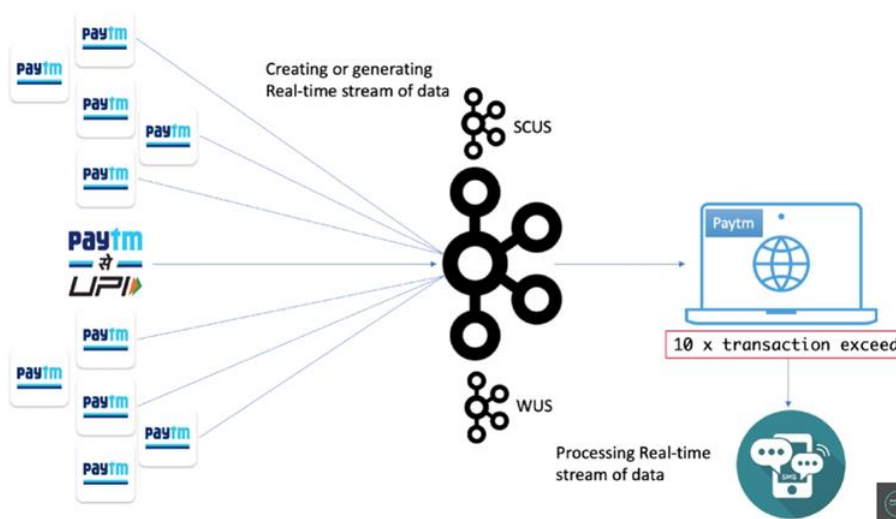 paytm
paytm
paytm
paytm
paytm
Creating or generating
Real-time stream of data
SCUS
paytm
से
UPI
Paytm
10 x transaction exceed
paytm
paytm
paytm
paytm
paytm
WUS
Processing Real-time
stream of data
SMS